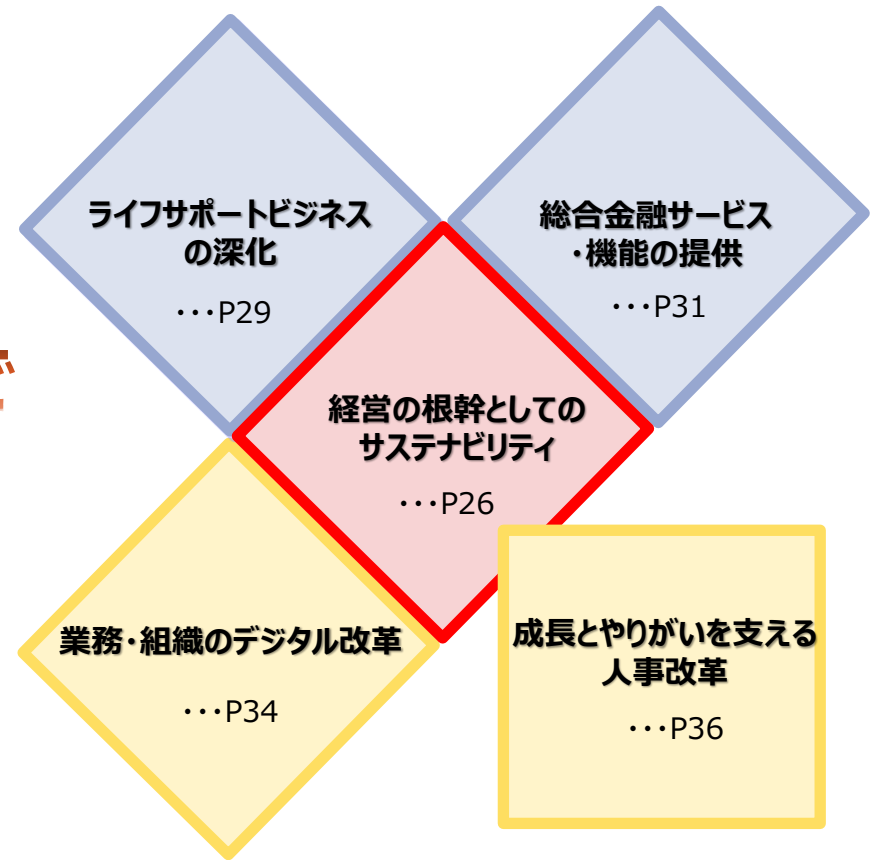 ライフサポートビジネス
の深化
･･･P29
総合金融サービス
･機能の提供
･･･P31
経営の根幹としての
サステナビリティ
･･･P26
業務･組織のデジタル改革
･･･P34
成長とやりがいを支える
人事改革
･･･P36